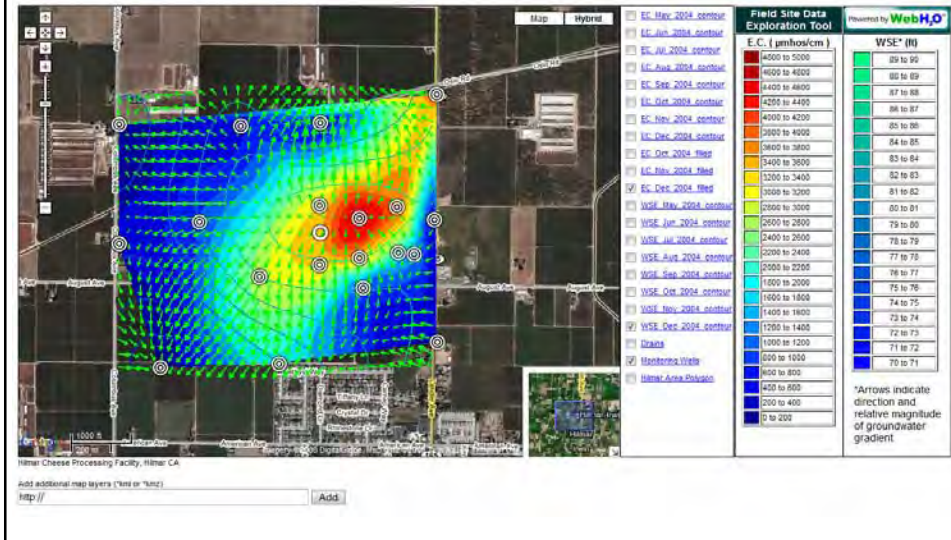 Map
Hybrid
EC May 2004 contour
EC Jun 2004 contour
EC Jul 2004 contour
EC Aug 2004 contour
EC Sep 2004 contour
EC Oct 2004 contour
EC Nov 2004 contour
EC Dec 2004 contour
EC Oct 2004 filled
EC Nov 2004 filled
EC Dec 2004 filled
WSE May 2004 contour
WSE Jun 2004 contour
WSE Jul 2004 contour
WSE Aug 2004 contour
WSE Sep 2004 contour
WSE Oct 2004 contour
WSE Nov 2004 contour
WSE Dec 2004 contour
Drains
Monitoring Wells
Hilmar Area Polygon
Field Site Data
Exploration Tool
E.C. ( µmhos/cm )
4800 to 5000
4600 to 4800
4400 to 4600
4200 to 4400
4000 to 4200
3800 to 4000
3600 to 3800
3400 to 3600
3200 to 3400
3000 to 3200
2800 to 3000
2600 to 2800
2400 to 2600
2200 to 2400
2000 to 2200
1800 to 2000
1600 to 1800
1400 to 1600
1200 to 1400
1000 to 1200
800 to 1000
600 to 800
400 to 600
200 to 400
0 to 200
Powered by WebH2O
WSE* (ft)
89 to 90
88 to 89
87 to 88
86 to 87
85 to 86
84 to 85
83 to 84
82 to 83
81 to 82
80 to 81
79 to 80
78 to 79
77 to 78
76 to 77
75 to 76
74 to 75
73 to 74
72 to 73
71 to 72
70 to 71
*Arrows indicate
direction and
relative magnitude
of groundwater
gradient
August Ave
August Ave
August Ave
Tiffany Ln
Crystal Dr
American Ave
American Ave
1000 ft
Hilmar
Hilmar Cheese Processing Facility, Hilmar CA
Add additional map layers (*kml or *kmz)
http://
Add